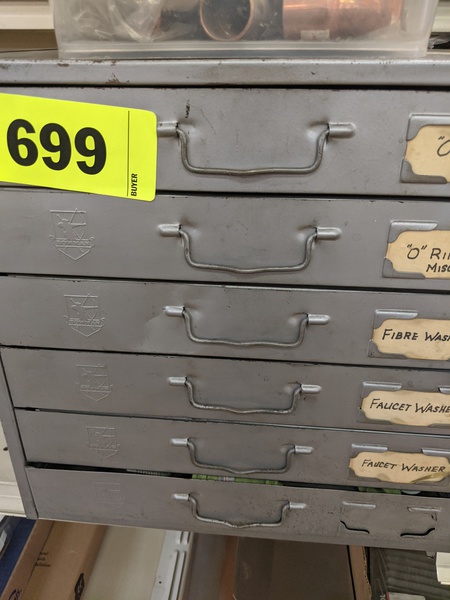 699
BUYER
"O
"O" RI
MISC
FIBRE WAS
FAUCET WASHE
FAUCET WASHER